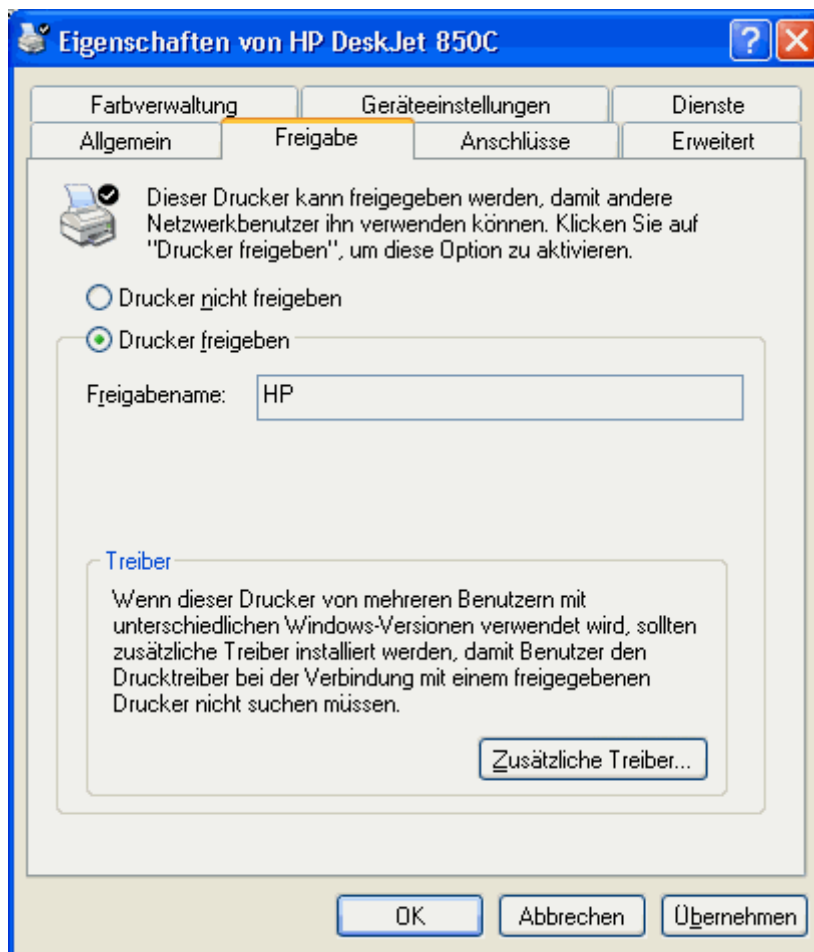 Eigenschaften von HP DeskJet 850C
Farbverwaltung Geräteeinstellungen Dienste
Allgemein Freigabe Anschlüsse Erweitert
Dieser Drucker kann freigegeben werden, damit andere
Netzwerkbenutzer ihn verwenden können. Klicken Sie auf
"Drucker freigeben", um diese Option zu aktivieren.
Drucker nicht freigeben
Drucker freigeben
Freigabename: HP
Treiber
Wenn dieser Drucker von mehreren Benutzern mit
unterschiedlichen Windows-Versionen verwendet wird, sollten
zusätzliche Treiber installiert werden, damit Benutzer den
Drucktreiber bei der Verbindung mit einem freigegebenen
Drucker nicht suchen müssen.
Zusätzliche Treiber...
OK Abbrechen Übernehmen